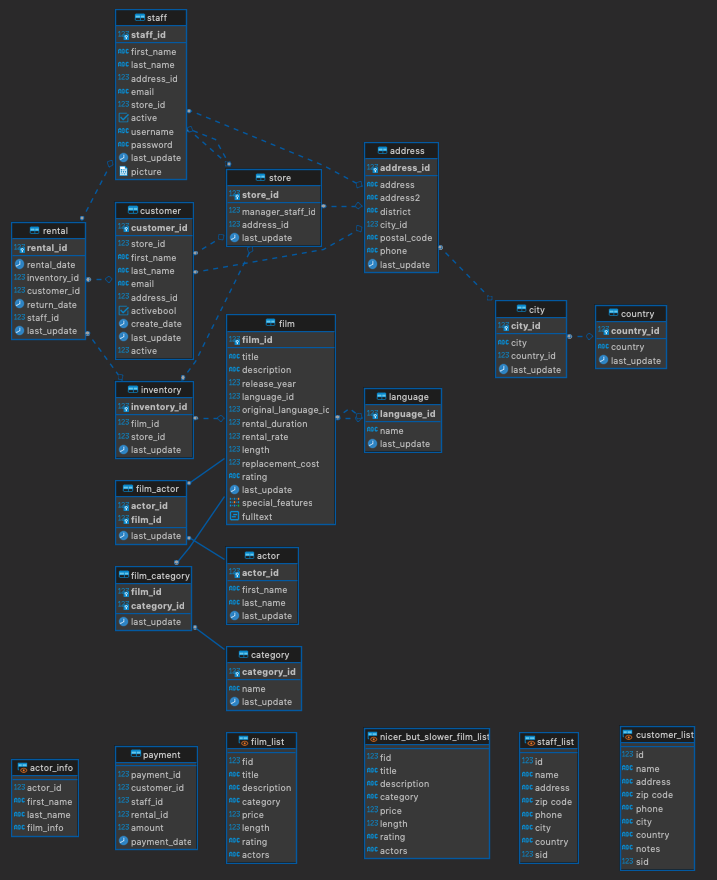 staff
staff_id
first_name
last_name
address_id
email
store_id
active
username
password
last_update
picture
address
address_id
address
address2
district
city_id
postal_code
phone
last_update
store
store_id
manager_staff_id
address_id
last_update
customer
customer_id
store_id
first_name
last_name
email
address_id
activebool
create_date
last_update
active
rental
rental_id
rental_date
inventory_id
customer_id
return_date
staff_id
last_update
city
city_id
city
country_id
last_update
country
country_id
country
last_update
film
film_id
title
description
release_year
language_id
original_language_id
rental_duration
rental_rate
length
replacement_cost
rating
last_update
special_features
fulltext
inventory
inventory_id
film_id
store_id
last_update
language
language_id
name
last_update
film_actor
actor_id
film_id
last_update
actor
actor_id
first_name
last_name
last_update
film_category
film_id
category_id
last_update
category
category_id
name
last_update
actor_info
actor_id
first_name
last_name
film_info
payment
payment_id
customer_id
staff_id
rental_id
amount
payment_date
film_list
fid
title
description
category
price
length
rating
actors
nicer_but_slower_film_list
fid
title
description
category
price
length
rating
actors
staff_list
id
name
address
zip code
phone
city
country
sid
customer_list
id
name
address
zip code
phone
city
country
notes
sid